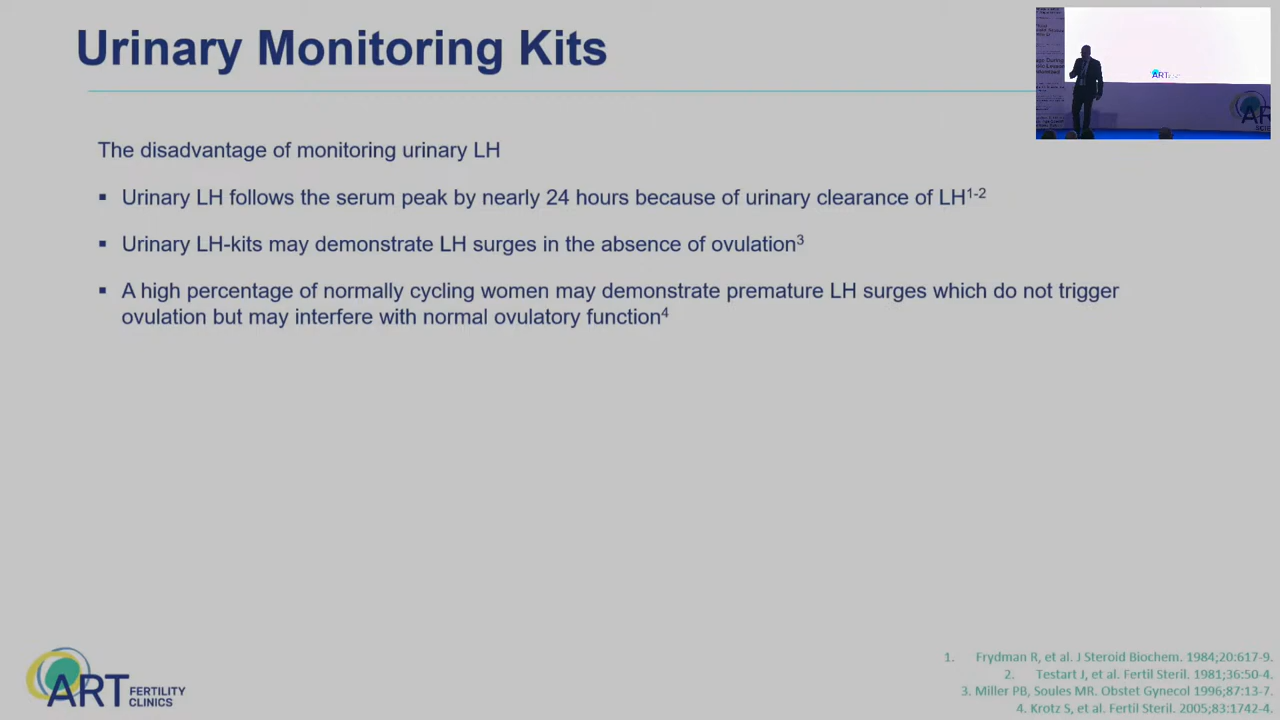 Urinary Monitoring Kits
The disadvantage of monitoring urinary LH
▪ Urinary LH follows the serum peak by nearly 24 hours because of urinary clearance of LH1-2
▪ Urinary LH-kits may demonstrate LH surges in the absence of ovulation3
▪ A high percentage of normally cycling women may demonstrate premature LH surges which do not trigger
ovulation but may interfere with normal ovulatory function4
ART
ART
ART FERTILITY
CLINICS
1. Frydman R, et al. J Steroid Biochem. 1984;20:617-9.
2. Testart J, et al. Fertil Steril. 1981;36:50-4.
3. Miller PB, Soules MR. Obstet Gynecol 1996;87:13-7.
4. Krotz S, et al. Fertil Steril. 2005;83:1742-4.